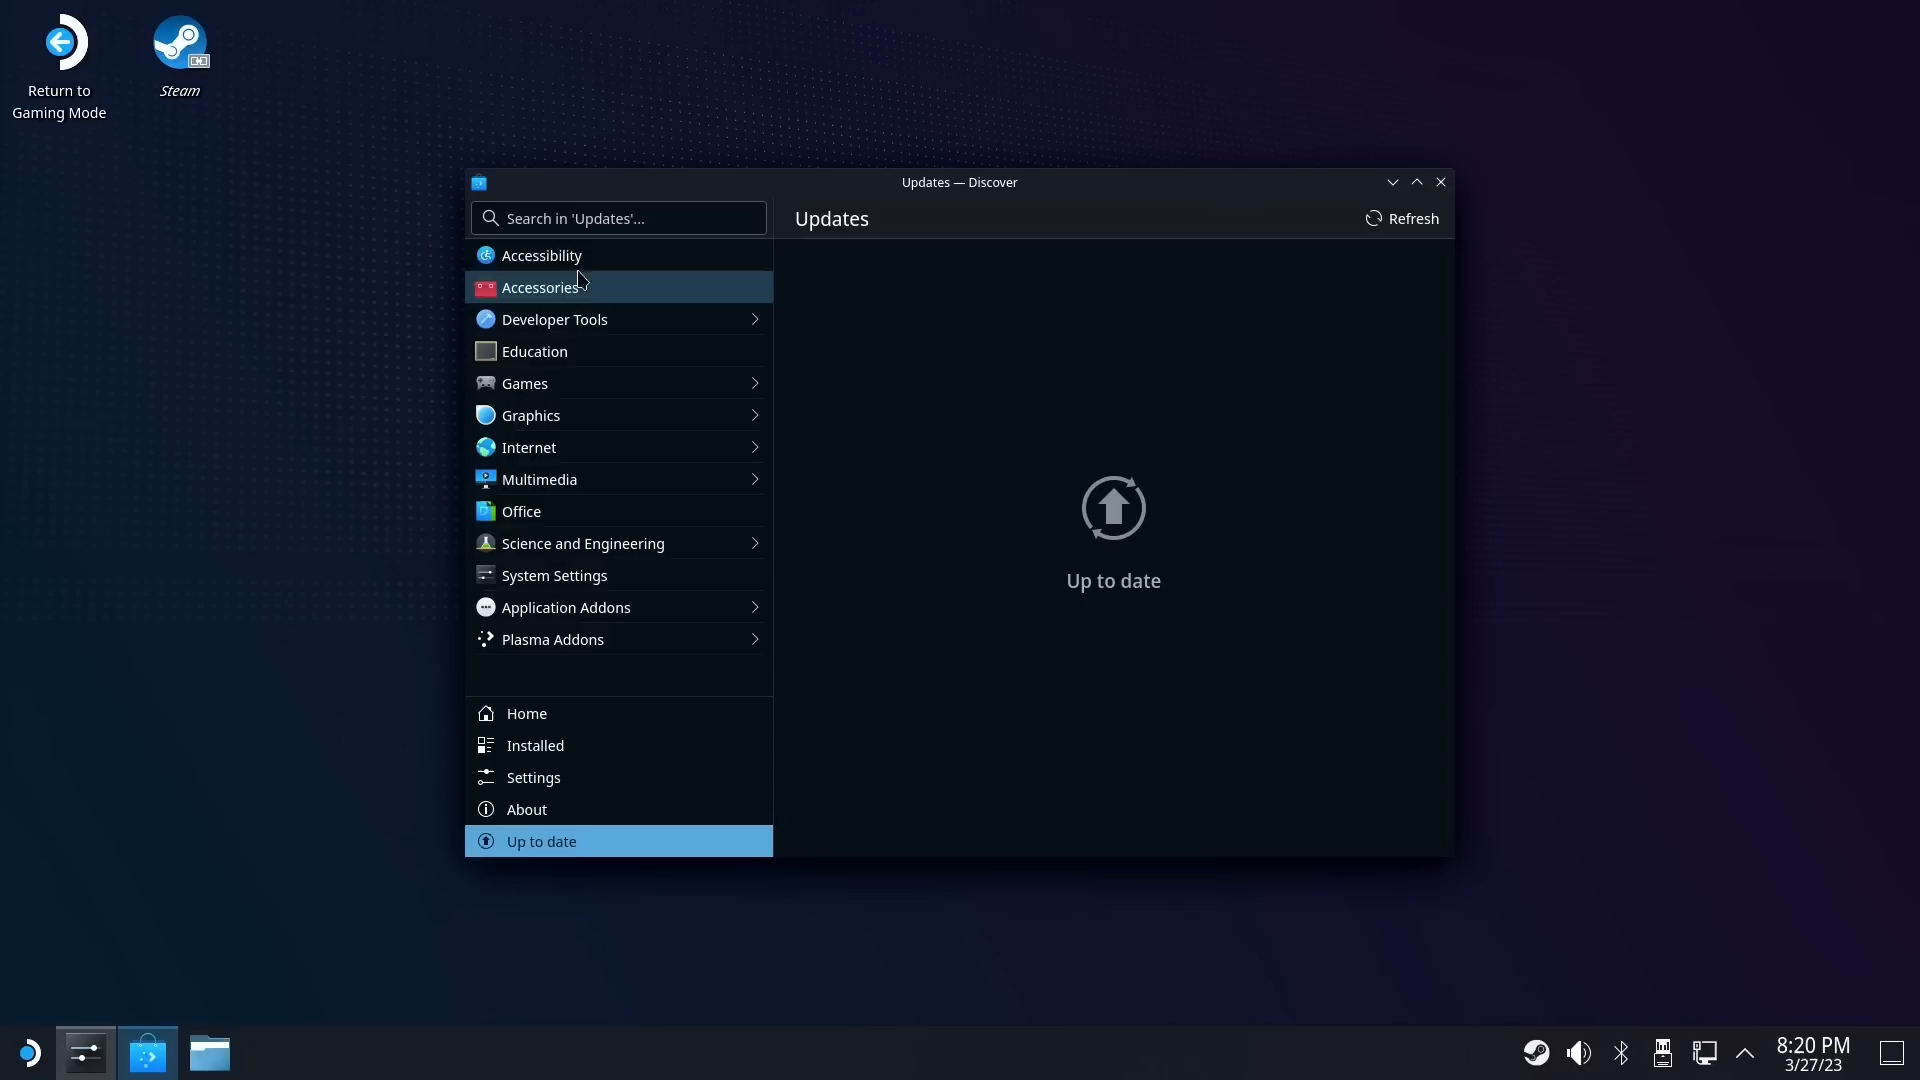 Return to
Gaming Mode
Steam
Updates — Discover
Search in 'Updates'...
Updates
Refresh
Accessibility
Accessories
Developer Tools
Education
Games
Graphics
Internet
Multimedia
Office
Science and Engineering
System Settings
Application Addons
Plasma Addons
Up to date
Home
Installed
Settings
About
Up to date
8:20 PM
3/27/23